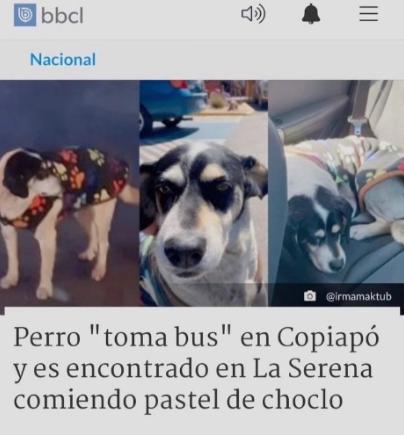 bbcl
Nacional
@irmamaktub
Perro "toma bus" en Copiapó
y es encontrado en La Serena
comiendo pastel de choclo